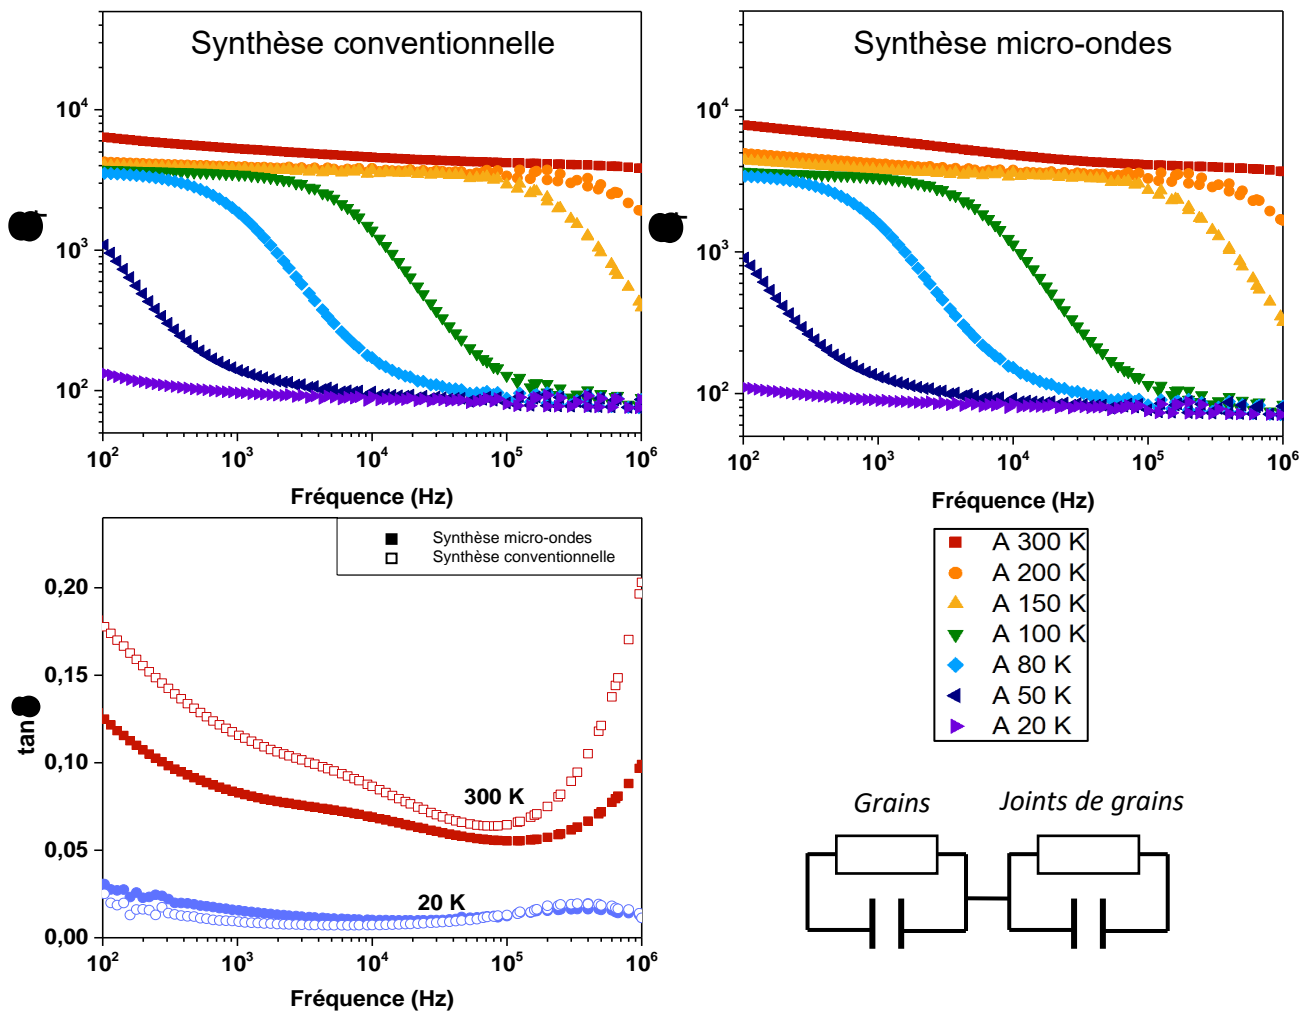 Synthèse conventionnelle
10⁴
10³
10²
10² 10³ 10⁴ 10⁵ 10⁶
Fréquence (Hz)
Synthèse micro-ondes
10⁴
10³
10²
10² 10³ 10⁴ 10⁵ 10⁶
Fréquence (Hz)
Synthèse micro-ondes
Synthèse conventionnelle
0,20
0,15
0,10
0,05
0,00
tan
300 K
20 K
10² 10³ 10⁴ 10⁵ 10⁶
Fréquence (Hz)
A 300 K
A 200 K
A 150 K
A 100 K
A 80 K
A 50 K
A 20 K
Grains
Joints de grains